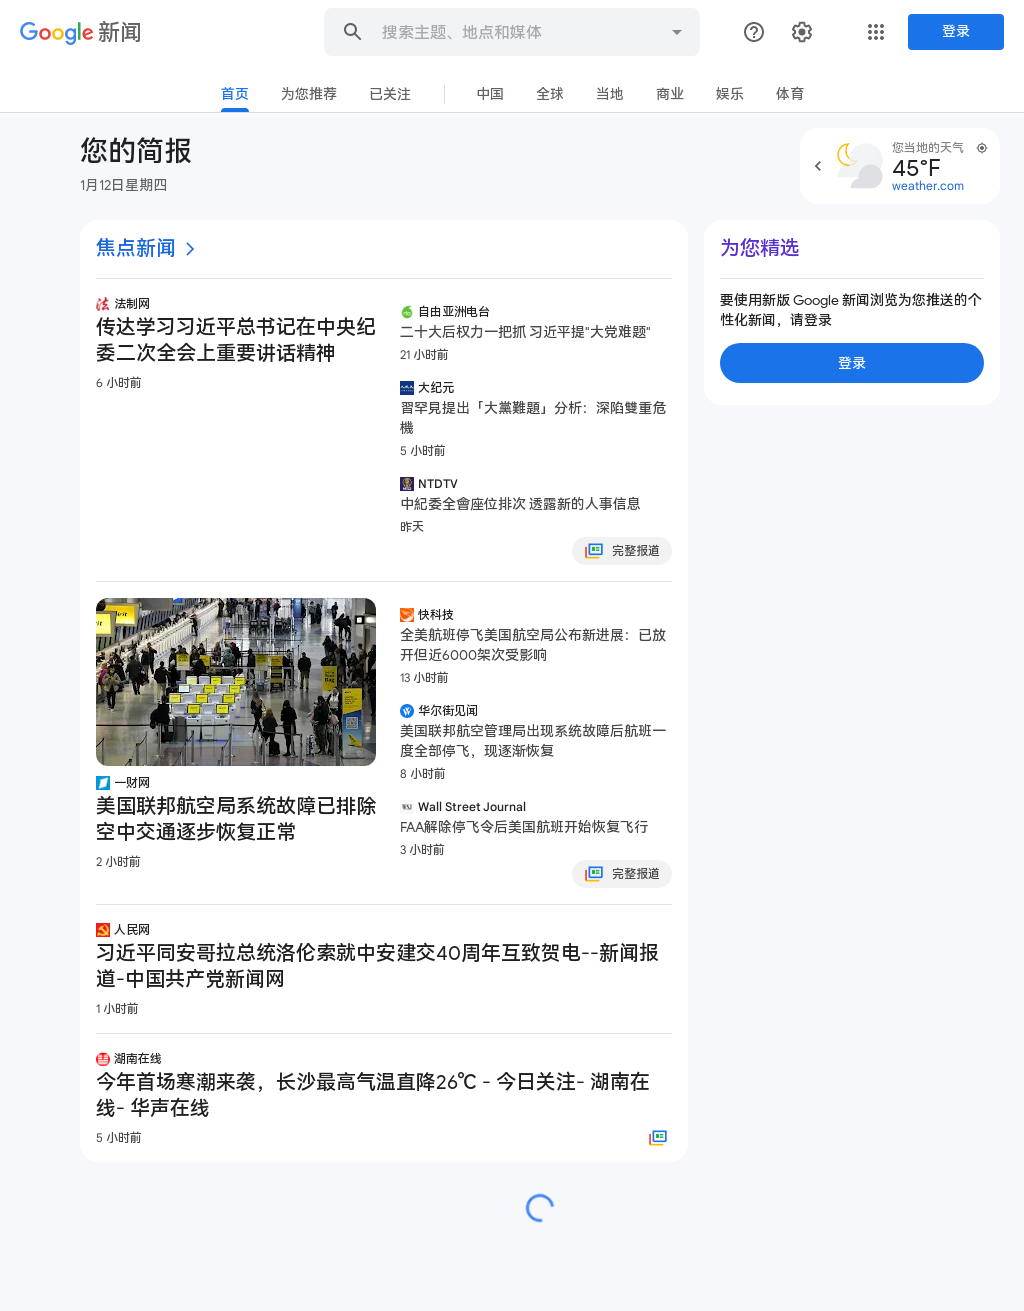 Google 新闻
搜索主题、地点和媒体
登录
首页
为您推荐
已关注
中国
全球
当地
商业
娱乐
体育
您的简报
1月12日星期四
您当地的天气
45°F
weather.com
焦点新闻
法制网
传达学习习近平总书记在中央纪
委二次全会上重要讲话精神
6 小时前
自由亚洲电台
二十大后权力一把抓 习近平提"大党难题"
21 小时前
大纪元
習罕見提出「大黨難題」分析：深陷雙重危
機
5 小时前
NTDTV
中紀委全會座位排次 透露新的人事信息
昨天
完整报道
一财网
美国联邦航空局系统故障已排除
空中交通逐步恢复正常
2 小时前
快科技
全美航班停飞美国航空局公布新进展：已放
开但近6000架次受影响
13 小时前
华尔街见闻
美国联邦航空管理局出现系统故障后航班一
度全部停飞，现逐渐恢复
8 小时前
Wall Street Journal
FAA解除停飞令后美国航班开始恢复飞行
3 小时前
完整报道
人民网
习近平同安哥拉总统洛伦索就中安建交40周年互致贺电--新闻报
道-中国共产党新闻网
1 小时前
湖南在线
今年首场寒潮来袭，长沙最高气温直降26℃ - 今日关注- 湖南在
线- 华声在线
5 小时前
为您精选
要使用新版 Google 新闻浏览为您推送的个
性化新闻，请登录
登录